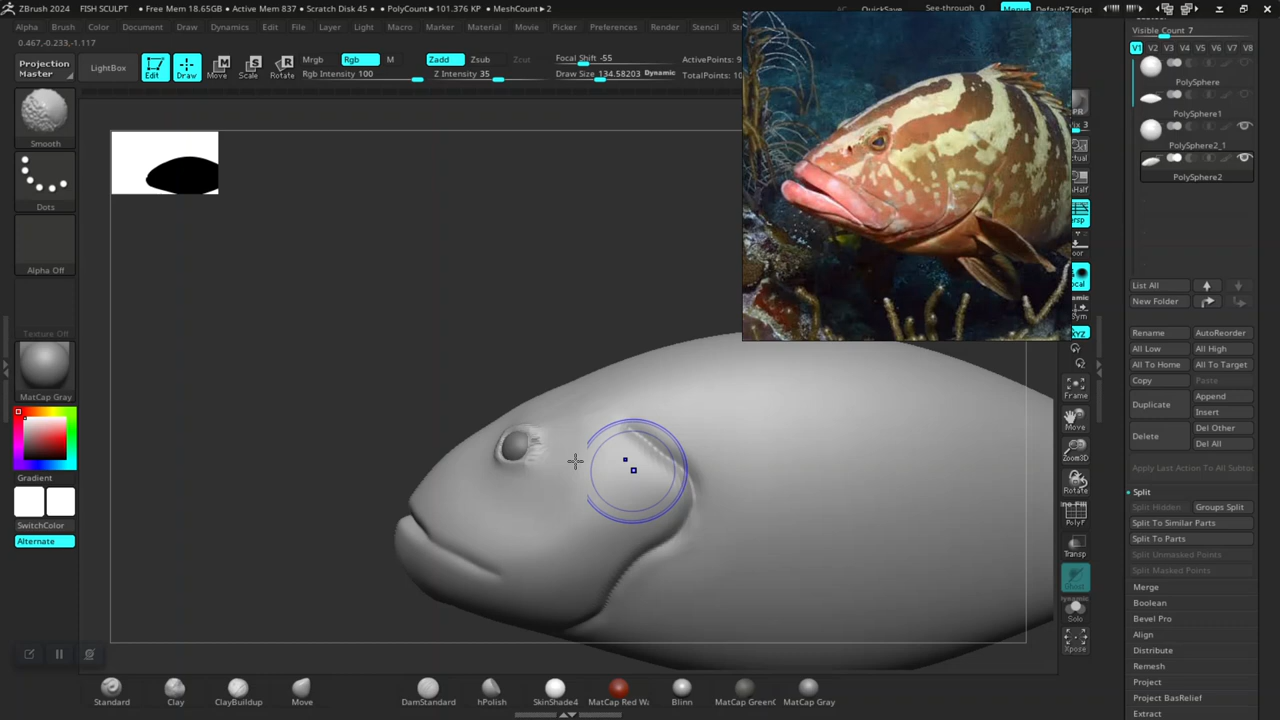 ZBrush 2024 FISH SCULPT • Free Mem 18.65GB • Active Mem 837 • Scratch Disk 45 • PolyCount • 101.376 KP • MeshCount • 2
AC QuickSave See-through 0 Menus DefaultZScript
Alpha Brush Color Document Draw Edit File Layer Light Macro Marker Material Movie Picker Preferences Render Stencil
0.467,-0.233,-1.117
Projection Master
LightBox
Edit Draw Move Scale Rotate
Mrgb Rgb M
Rgb Intensity 100
Zadd Zsub Zcut
Z Intensity 35
Focal Shift -55
Draw Size 134.58203 Dynamic
ActivePoints: 9
TotalPoints: 10
Smooth
Dots
Alpha Off
Texture Off
MatCap Gray
Gradient
SwitchColor
Alternate
Standard Clay ClayBuildup Move DamStandard hPolish SkinShade4 MatCap Red Wa Blinn MatCap GreenC MatCap Gray
Frame
Move
Zoom3D
Rotate
PolyF
Transp
Ghost
Solo
Xpose
Visible Count 7
V1 V2 V3 V4 V5 V6 V7 V8
PolySphere
PolySphere1
PolySphere2_1
PolySphere2
List All
New Folder
Rename AutoReorder
All Low All High
All To Home All To Target
Copy Paste
Duplicate Append
Insert
Delete Del Other
Del All
Apply Last Action To All Subtoo
Split
Split Hidden Groups Split
Split To Similar Parts
Split To Parts
Split Unmasked Points
Split Masked Points
Merge
Boolean
Bevel Pro
Align
Distribute
Remesh
Project
Project BasRelief
Extract